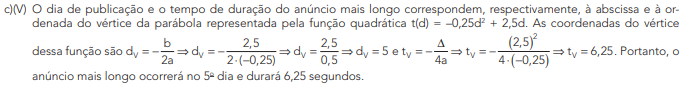 c)(V) O dia de publicação e o tempo de duração do anúncio mais longo correspondem, respectivamente, à abscissa e à or-
denada do vértice da parábola representada pela função quadrática t(d) = –0,25d² + 2,5d. As coordenadas do vértice
dessa função são d_V = –b/2a ⇒ d_V = –2,5/(2·(–0,25)) ⇒ d_V = 2,5/0,5 ⇒ d_V = 5 e t_V = –Δ/4a ⇒ t_V = –(2,5)²/(4·(–0,25)) ⇒ t_V = 6,25. Portanto, o
anúncio mais longo ocorrerá no 5º dia e durará 6,25 segundos.